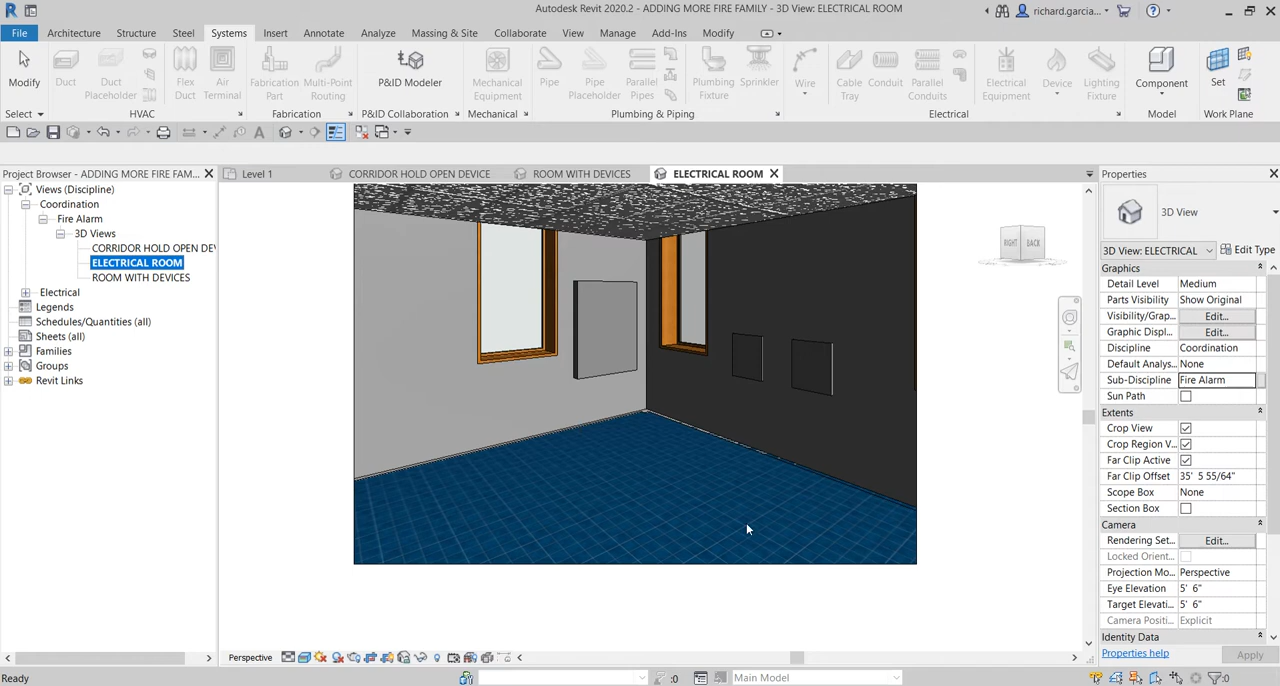 Autodesk Revit 2020.2 - ADDING MORE FIRE FAMILY - 3D View: ELECTRICAL ROOM
richard.garcia...
File Architecture Structure Steel Systems Insert Annotate Analyze Massing & Site Collaborate View Manage Add-Ins Modify
Modify Duct Duct Placeholder Flex Duct Air Terminal Fabrication Part Multi-Point Routing P&ID Modeler Mechanical Equipment Pipe Pipe Placeholder Parallel Pipes Plumbing Fixture Sprinkler Wire Cable Tray Conduit Parallel Conduits Electrical Equipment Device Lighting Fixture Component Set
Select HVAC Fabrication P&ID Collaboration Mechanical Plumbing & Piping Electrical Model Work Plane
Project Browser - ADDING MORE FIRE FAM...
Level 1 CORRIDOR HOLD OPEN DEVICE ROOM WITH DEVICES ELECTRICAL ROOM
Views (Discipline)
Coordination
Fire Alarm
3D Views
CORRIDOR HOLD OPEN DEV
ELECTRICAL ROOM
ROOM WITH DEVICES
Electrical
Legends
Schedules/Quantities (all)
Sheets (all)
Families
Groups
Revit Links
RIGHT BACK
Properties
3D View
3D View: ELECTRICAL Edit Type
Graphics
Detail Level Medium
Parts Visibility Show Original
Visibility/Grap... Edit...
Graphic Displ... Edit...
Discipline Coordination
Default Analys... None
Sub-Discipline Fire Alarm
Sun Path
Extents
Crop View
Crop Region V...
Far Clip Active
Far Clip Offset 35' 5 55/64"
Scope Box None
Section Box
Camera
Rendering Set... Edit...
Locked Orient...
Projection Mo... Perspective
Eye Elevation 5' 6"
Target Elevati... 5' 6"
Camera Positi... Explicit
Identity Data
Properties help Apply
Perspective
Ready :0 Main Model :0